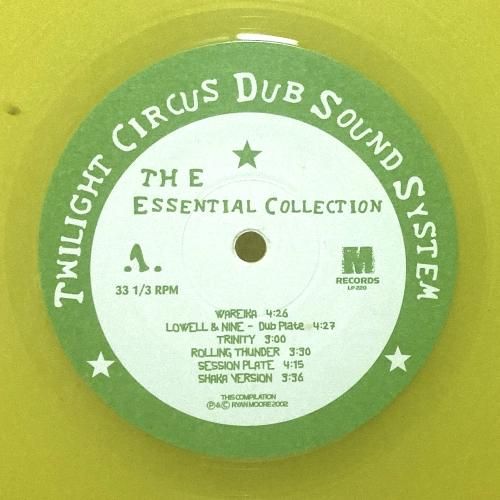 TWILIGHT CIRCUS DUB SOUND SYSTEM
THE
ESSENTIAL COLLECTION
1.
33 1/3 RPM
M
RECORDS
LP 220
WAREIKA 4:26
LOWELL & NINE - Dub Plate 4:27
TRINITY 3:00
ROLLING THUNDER 3:30
SESSION PLATE 4:15
SHAKA VERSION 3:36
THIS COMPILATION
Ⓟ & © RYAN MOORE 2002